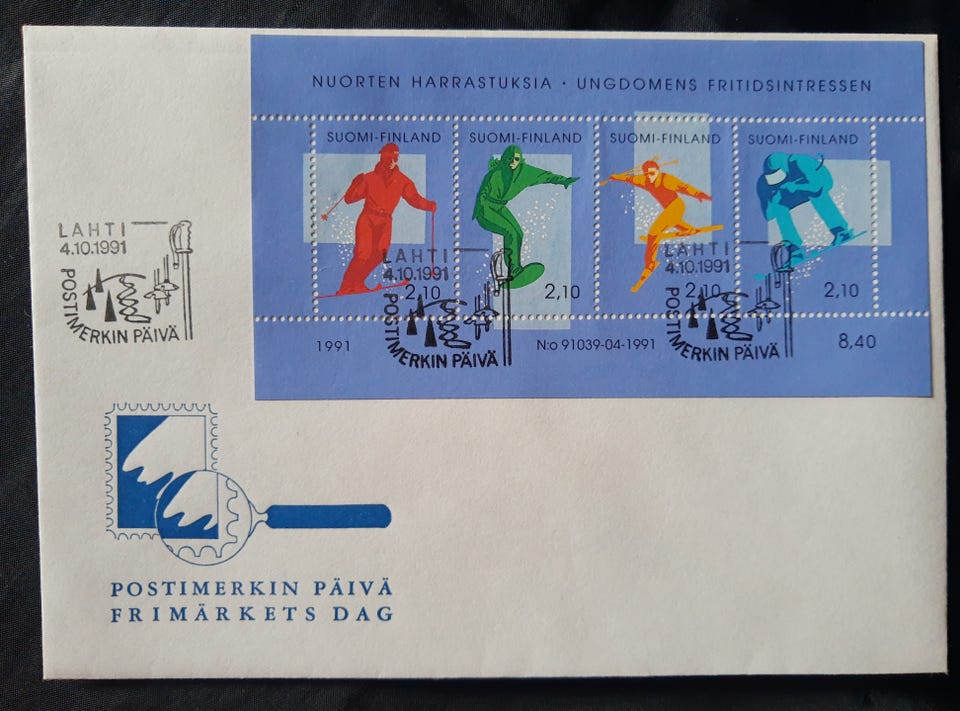 NUORTEN HARRASTUKSIA · UNGDOMENS FRITIDSINTRESSEN
SUOMI-FINLAND SUOMI-FINLAND SUOMI-FINLAND SUOMI-FINLAND
2,10 2,10 2,10 2,10
1991 N:o 91039-04-1991 8,40
LAHTI
4.10.1991
POSTIMERKIN PÄIVÄ
LAHTI
4.10.1991
POSTIMERKIN PÄIVÄ
LAHTI
4.10.1991
POSTIMERKIN PÄIVÄ
POSTIMERKIN PÄIVÄ
FRIMÄRKETS DAG